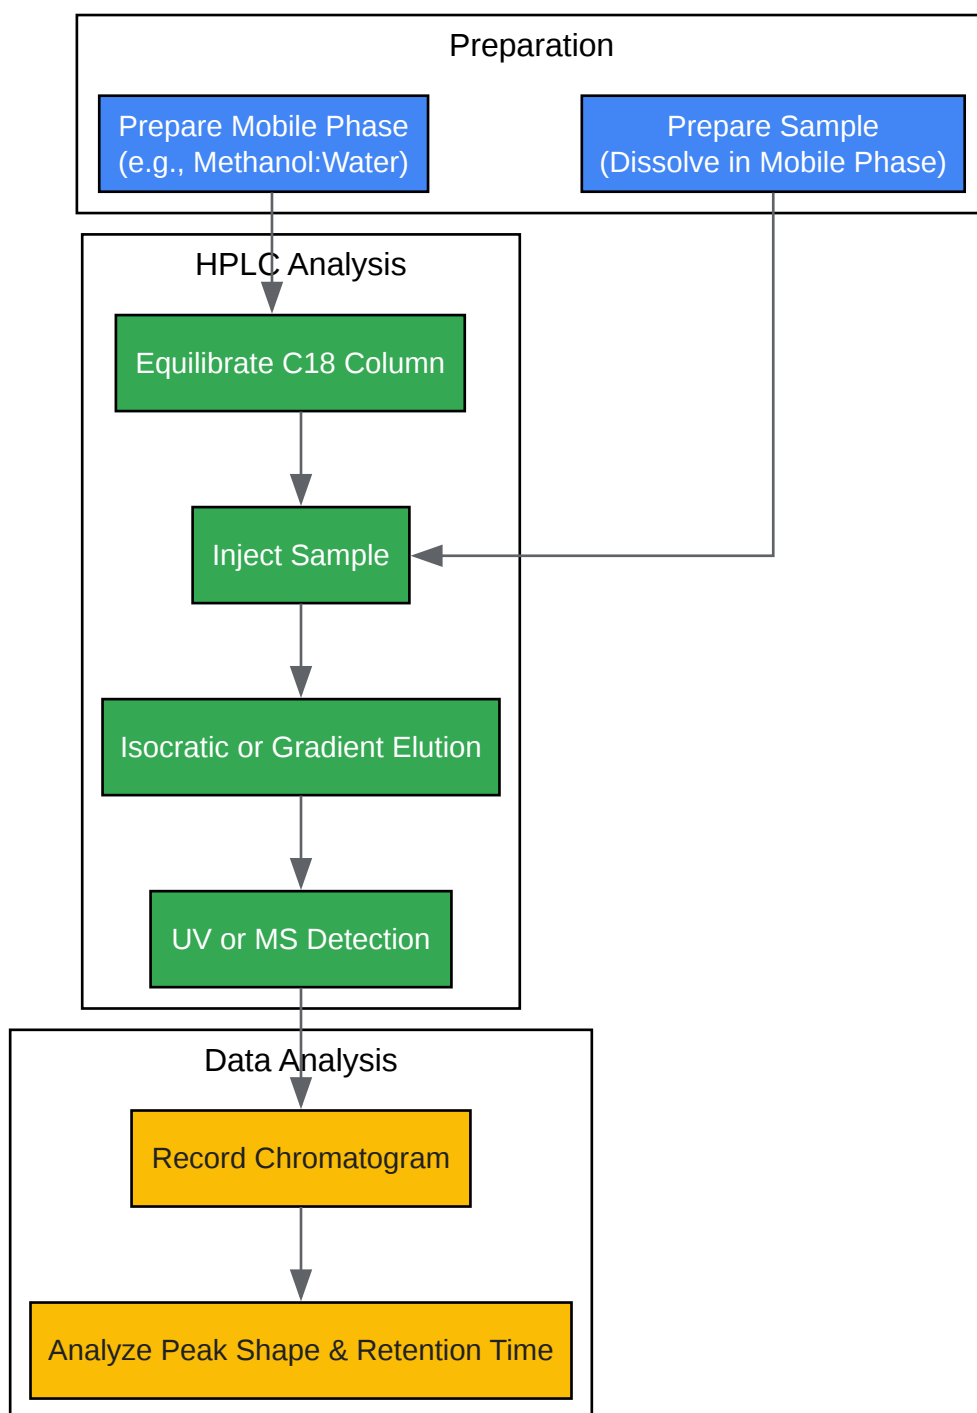 Preparation
Prepare Mobile Phase
(e.g., Methanol:Water)
Prepare Sample
(Dissolve in Mobile Phase)
HPLC Analysis
Equilibrate C18 Column
Inject Sample
Isocratic or Gradient Elution
UV or MS Detection
Data Analysis
Record Chromatogram
Analyze Peak Shape & Retention Time